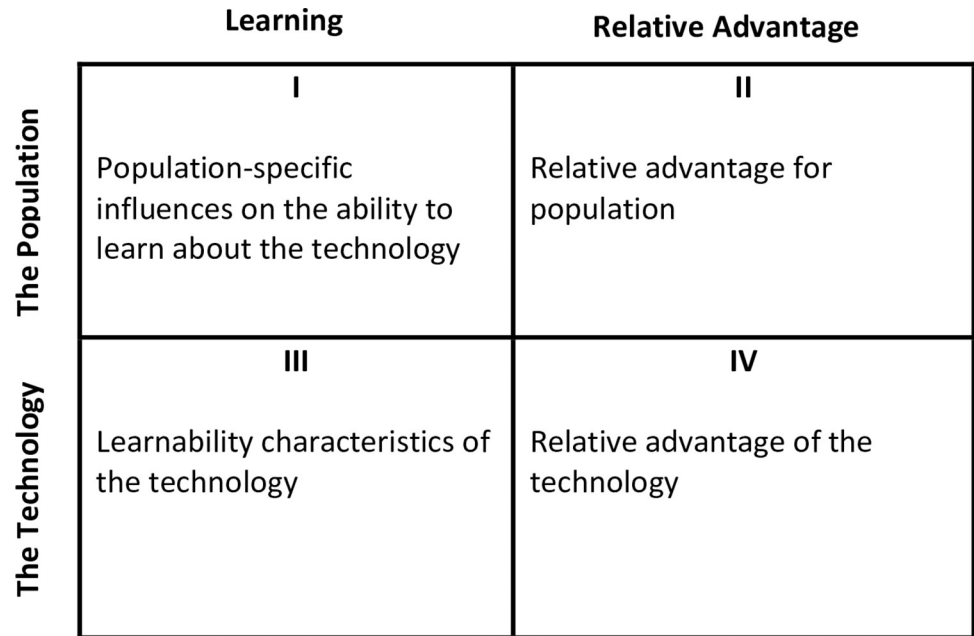 Learning
Relative Advantage
The Population
I
Population-specific
influences on the ability to
learn about the technology
II
Relative advantage for
population
The Technology
III
Learnability characteristics of
the technology
IV
Relative advantage of the
technology